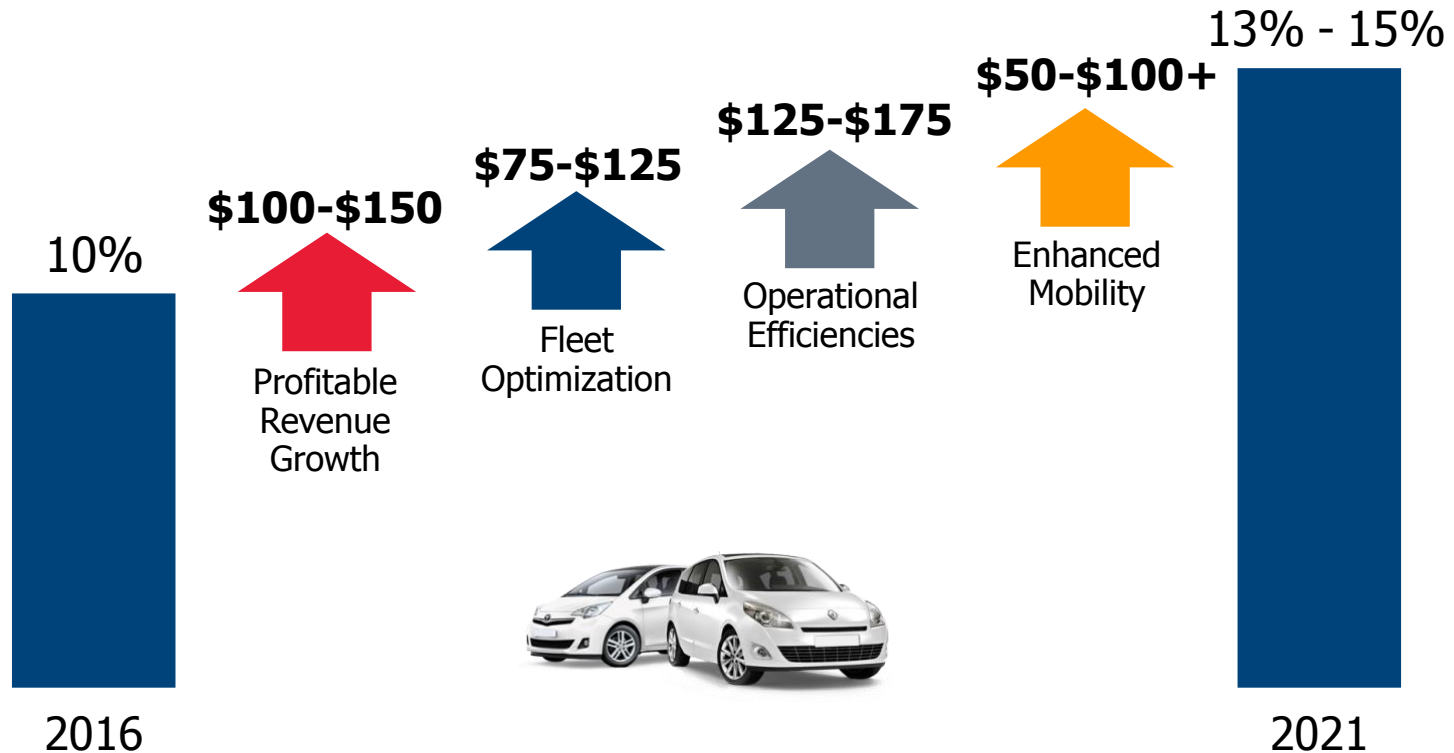 10%
2016
$100-$150
Profitable
Revenue
Growth
$75-$125
Fleet
Optimization
$125-$175
Operational
Efficiencies
$50-$100+
Enhanced
Mobility
13% - 15%
2021